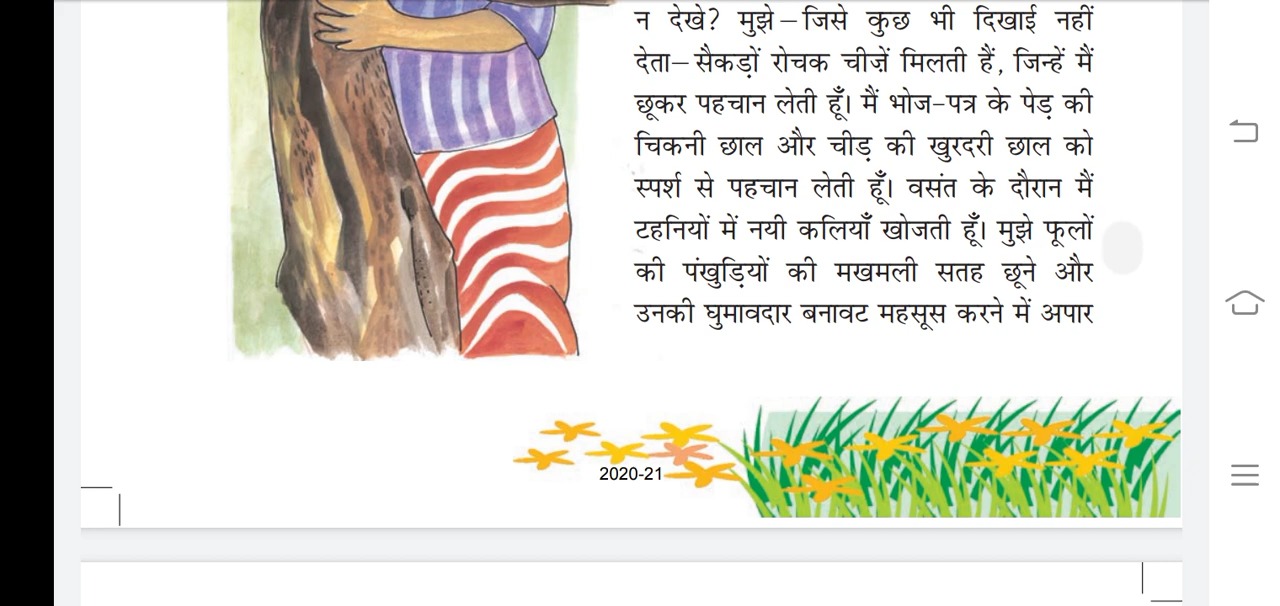 न देखे? मुझे – जिसे कुछ भी दिखाई नहीं
देता– सैकड़ों रोचक चीज़ें मिलती हैं, जिन्हें मैं
छूकर पहचान लेती हूँ। मैं भोज-पत्र के पेड़ की
चिकनी छाल और चीड़ की खुरदरी छाल को
स्पर्श से पहचान लेती हूँ। वसंत के दौरान मैं
टहनियों में नयी कलियाँ खोजती हूँ। मुझे फूलों
की पंखुड़ियों की मखमली सतह छूने और
उनकी घुमावदार बनावट महसूस करने में अपार
2020-21